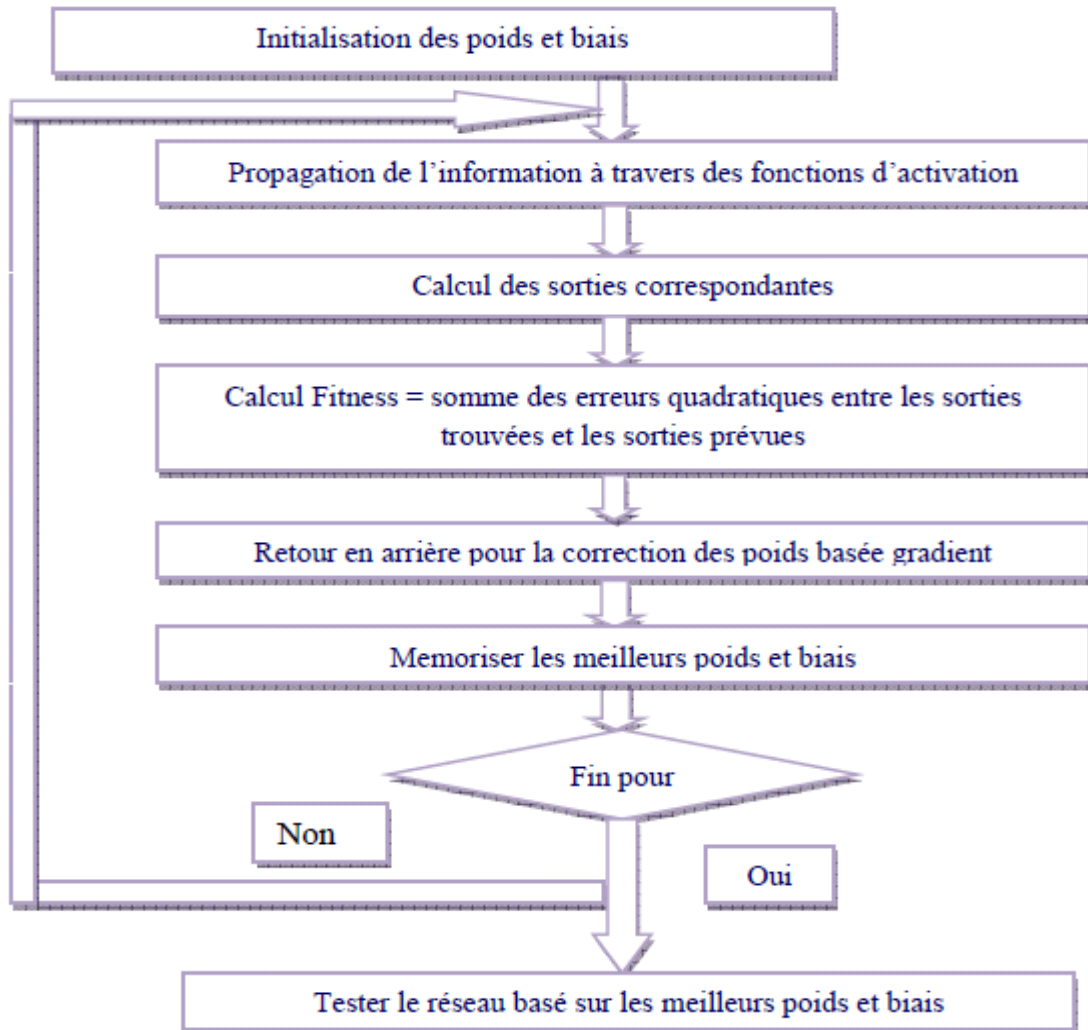 Initialisation des poids et biais
Propagation de l'information à travers des fonctions d'activation
Calcul des sorties correspondantes
Calcul Fitness = somme des erreurs quadratiques entre les sorties
trouvées et les sorties prévues
Retour en arrière pour la correction des poids basée gradient
Memoriser les meilleurs poids et biais
Fin pour
Non
Oui
Tester le réseau basé sur les meilleurs poids et biais